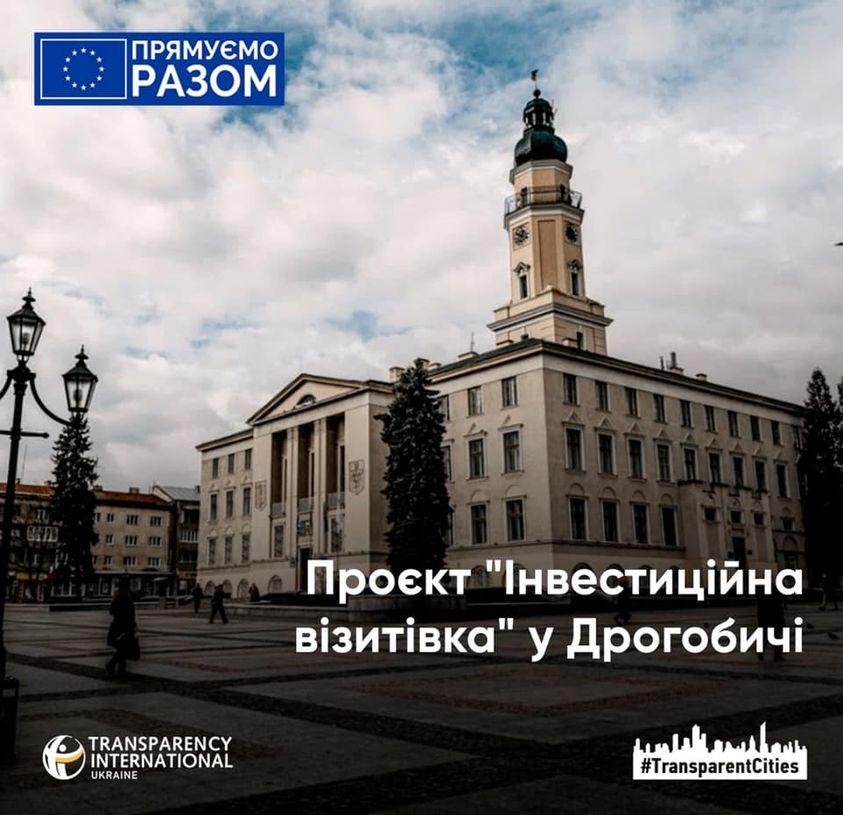 ПРЯМУЄМО
РАЗОМ
Проєкт "Інвестиційна
візитівка" у Дрогобичі
TRANSPARENCY
INTERNATIONAL
UKRAINE
#TransparentCities